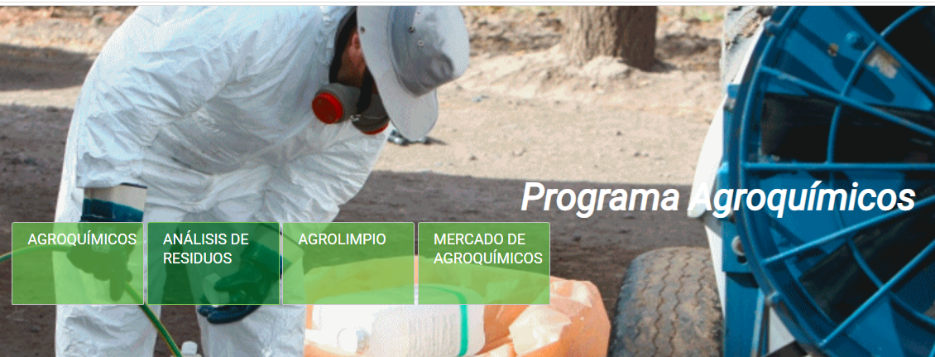 Programa Agroquímicos
AGROQUÍMICOS
ANÁLISIS DE
RESIDUOS
AGROLIMPIO
MERCADO DE
AGROQUÍMICOS